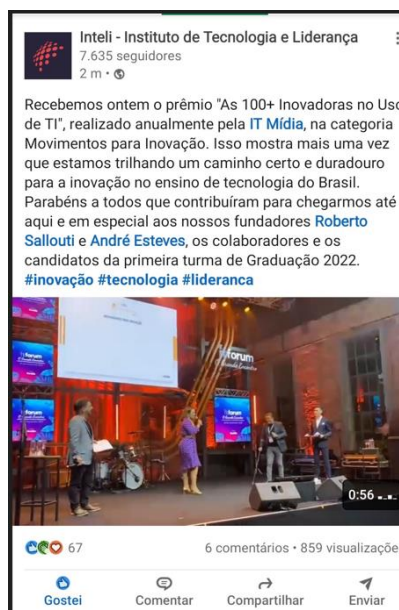 Inteli - Instituto de Tecnologia e Liderança
7.635 seguidores
2 m •
Recebemos ontem o prêmio "As 100+ Inovadoras no Uso
de TI", realizado anualmente pela IT Mídia, na categoria
Movimentos para Inovação. Isso mostra mais uma vez
que estamos trilhando um caminho certo e duradouro
para a inovação no ensino de tecnologia do Brasil.
Parabéns a todos que contribuíram para chegarmos até
aqui e em especial aos nossos fundadores Roberto
Sallouti e André Esteves, os colaboradores e os
candidatos da primeira turma de Graduação 2022.
#inovação #tecnologia #lideranca
forum
forum
forum
0:56
67
6 comentários • 859 visualizaçõe
Gostei
Comentar
Compartilhar
Enviar